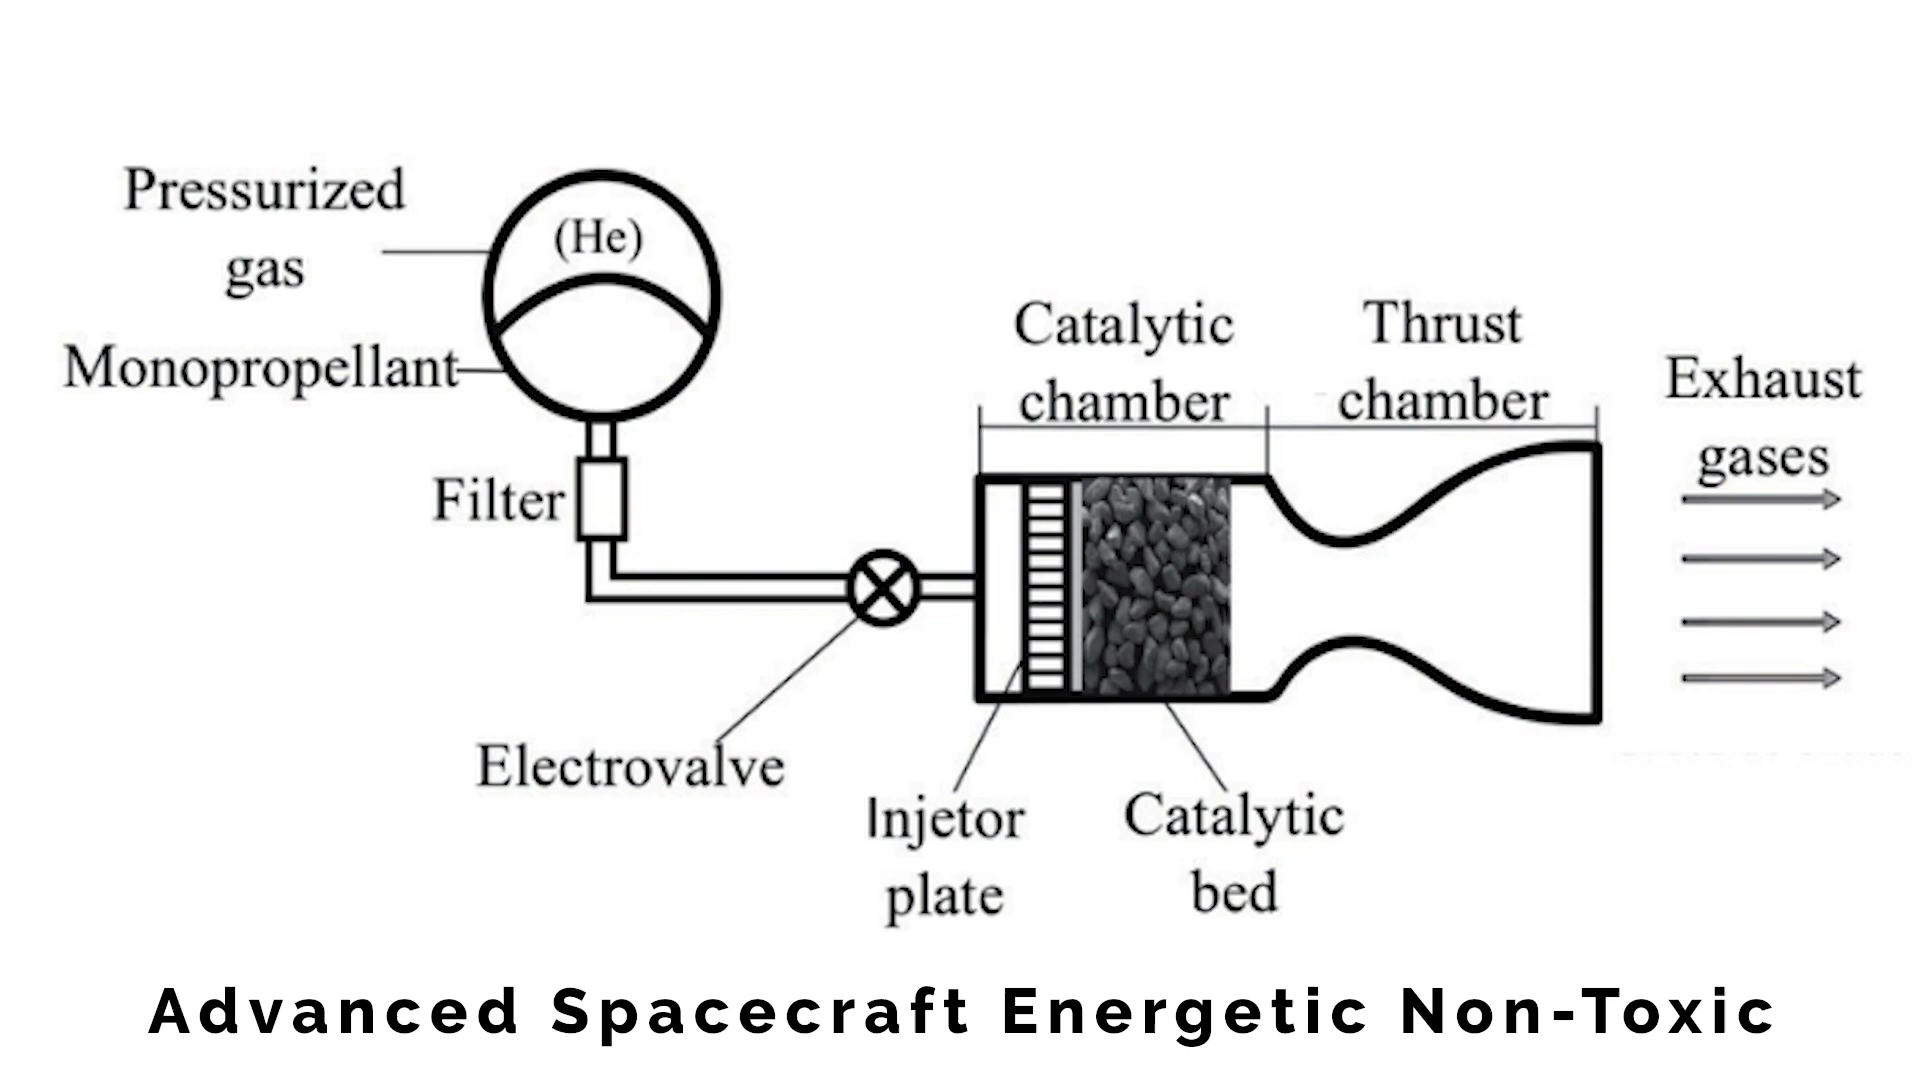 Pressurized
gas
(He)
Monopropellant
Filter
Catalytic
chamber
Thrust
chamber
Exhaust
gases
Electrovalve
Injetor
plate
Catalytic
bed
Advanced Spacecraft Energetic Non-Toxic